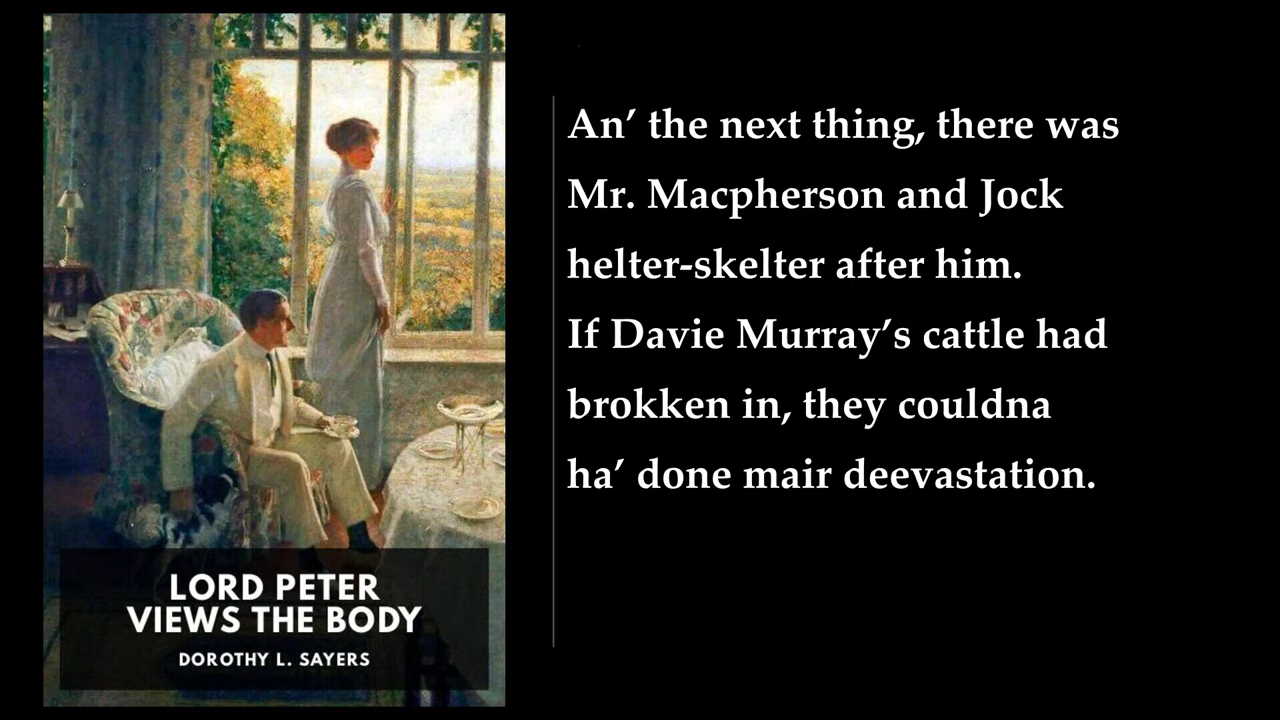 An’ the next thing, there was
Mr. Macpherson and Jock
helter-skelter after him.
If Davie Murray’s cattle had
brokken in, they couldna
ha’ done mair deevastation.
LORD PETER
VIEWS THE BODY
DOROTHY L. SAYERS